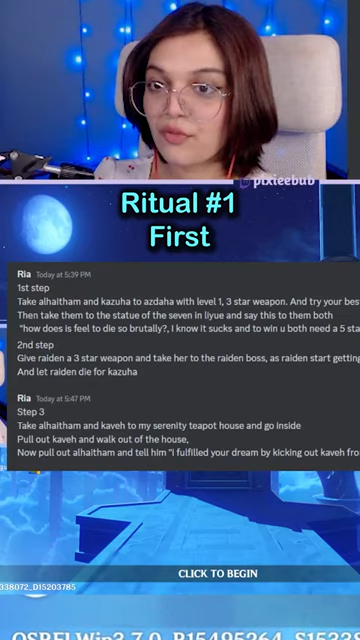 pixieebub
Ritual #1
First
Ria Today at 5:39 PM
1st step
Take alhaitham and kazuha to azdaha with level 1, 3 star weapon. And try your bes
Then take them to the statue of the seven in liyue and say this to them both
"how does is feel to die so brutally?, I know it sucks and to win u both need a 5 sta
2nd step
Give raiden a 3 star weapon and take her to the raiden boss, as raiden start getting
And let raiden die for kazuha
Ria Today at 5:47 PM
Step 3
Take alhaitham and kaveh to my serenity teapot house and go inside
Pull out kaveh and walk out of the house,
Now pull out alhaitham and tell him "i fulfilled your dream by kicking out kaveh fro
CLICK TO BEGIN
338072_D15203785